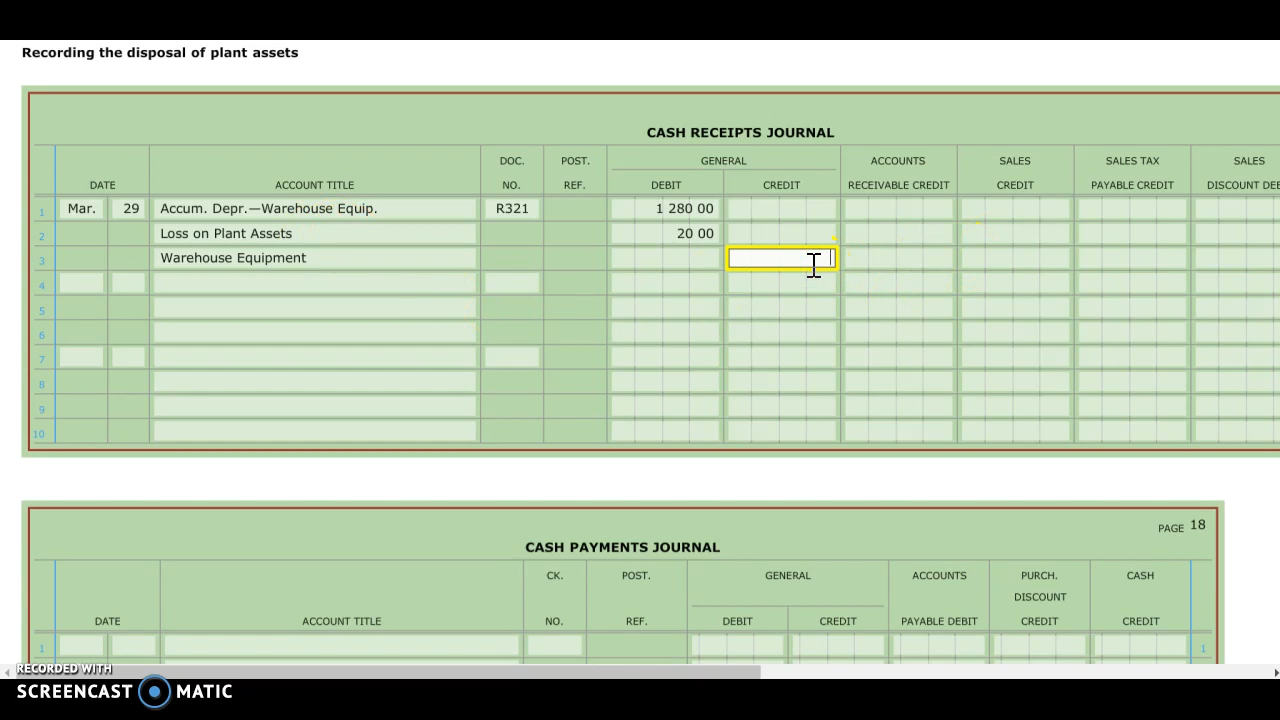 Recording the disposal of plant assets
CASH RECEIPTS JOURNAL
DOC. POST. GENERAL ACCOUNTS SALES SALES TAX SALES
DATE ACCOUNT TITLE NO. REF. DEBIT CREDIT RECEIVABLE CREDIT CREDIT PAYABLE CREDIT DISCOUNT DE
1 Mar. 29 Accum. Depr.—Warehouse Equip. R321 1 280 00
2 Loss on Plant Assets 20 00
3 Warehouse Equipment
4
5
6
7
8
9
10
PAGE 18
CASH PAYMENTS JOURNAL
CK. POST. GENERAL ACCOUNTS PURCH. CASH
DISCOUNT
DATE ACCOUNT TITLE NO. REF. DEBIT CREDIT PAYABLE DEBIT CREDIT CREDIT
1 1
RECORDED WITH
SCREENCAST MATIC